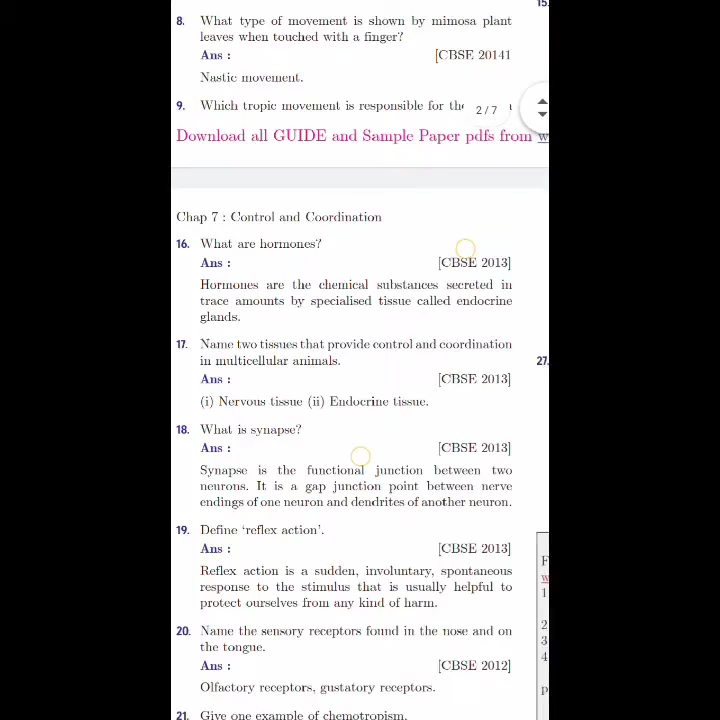 15.
8. What type of movement is shown by mimosa plant
leaves when touched with a finger?
Ans : [CBSE 20141
Nastic movement.
9. Which tropic movement is responsible for the
2 / 7
Download all GUIDE and Sample Paper pdfs from w
Chap 7 : Control and Coordination
16. What are hormones?
Ans : [CBSE 2013]
Hormones are the chemical substances secreted in
trace amounts by specialised tissue called endocrine
glands.
17. Name two tissues that provide control and coordination
in multicellular animals.
27.
Ans : [CBSE 2013]
(i) Nervous tissue (ii) Endocrine tissue.
18. What is synapse?
Ans : [CBSE 2013]
Synapse is the functional junction between two
neurons. It is a gap junction point between nerve
endings of one neuron and dendrites of another neuron.
19. Define ‘reflex action’.
Ans : [CBSE 2013]
Reflex action is a sudden, involuntary, spontaneous
response to the stimulus that is usually helpful to
protect ourselves from any kind of harm.
F
w
1
2
3
4
p
20. Name the sensory receptors found in the nose and on
the tongue.
Ans : [CBSE 2012]
Olfactory receptors, gustatory receptors.
21. Give one example of chemotropism.